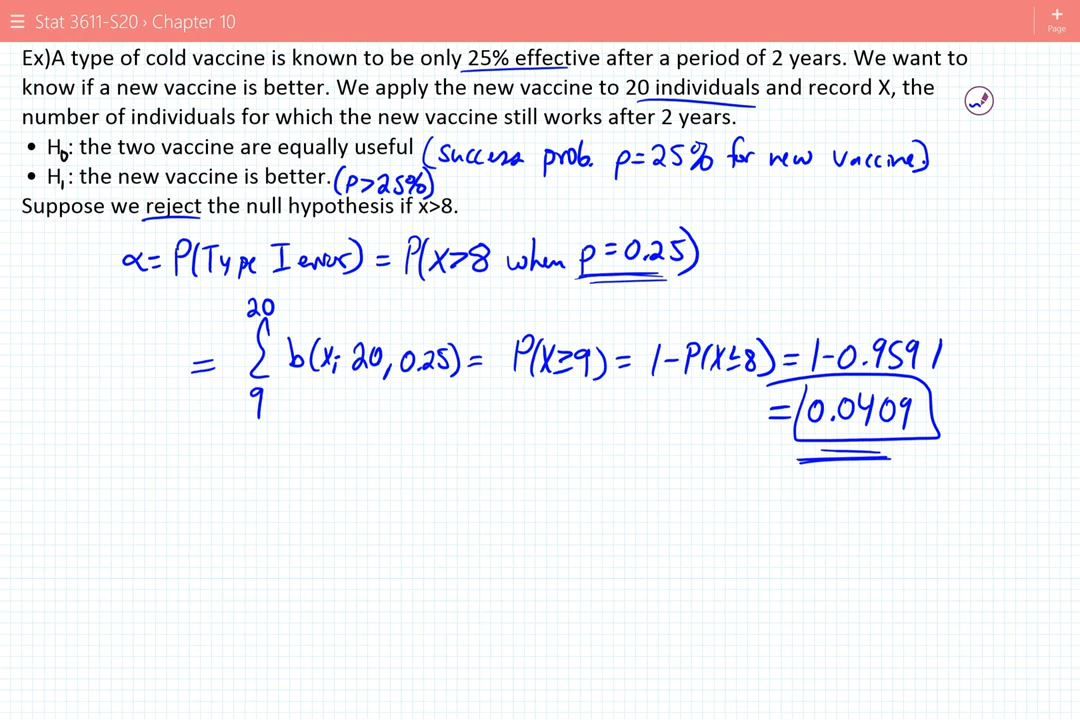 Stat 3611-S20 › Chapter 10
+
Page
Ex)A type of cold vaccine is known to be only 25% effective after a period of 2 years. We want to
know if a new vaccine is better. We apply the new vaccine to 20 individuals and record X, the
number of individuals for which the new vaccine still works after 2 years.
• H₀: the two vaccine are equally useful (success prob. p=25% for new vaccine)
• H₁: the new vaccine is better. (p>25%)
Suppose we reject the null hypothesis if x>8.
α= P(Type I error) = P(X>8 when p=0.25)
= 20 Σ 9 b(x; 20, 0.25) = P(X≥9) = 1-P(X≤8) = 1-0.9591
= 0.0409